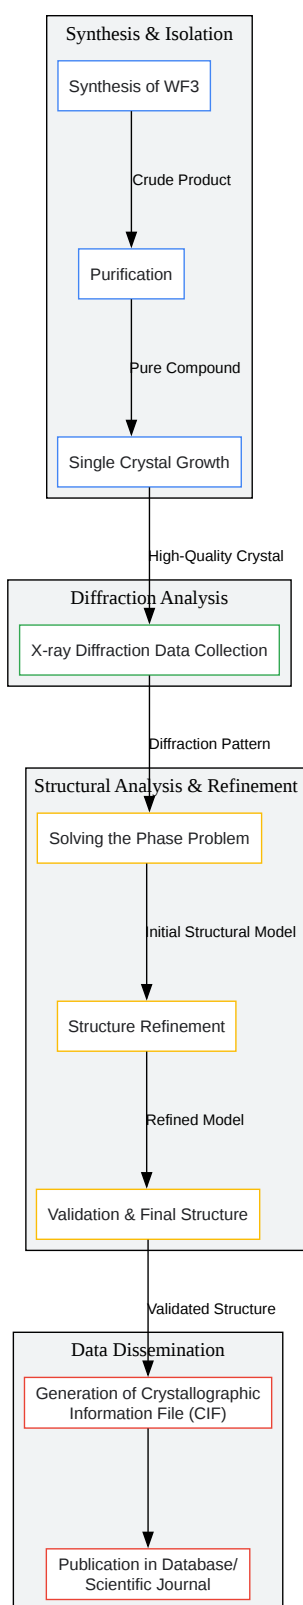 Synthesis & Isolation
Synthesis of WF3
Crude Product
Purification
Pure Compound
Single Crystal Growth
High-Quality Crystal
Diffraction Analysis
X-ray Diffraction Data Collection
Diffraction Pattern
Structural Analysis & Refinement
Solving the Phase Problem
Initial Structural Model
Structure Refinement
Refined Model
Validation & Final Structure
Validated Structure
Data Dissemination
Generation of Crystallographic
Information File (CIF)
Publication in Database/
Scientific Journal